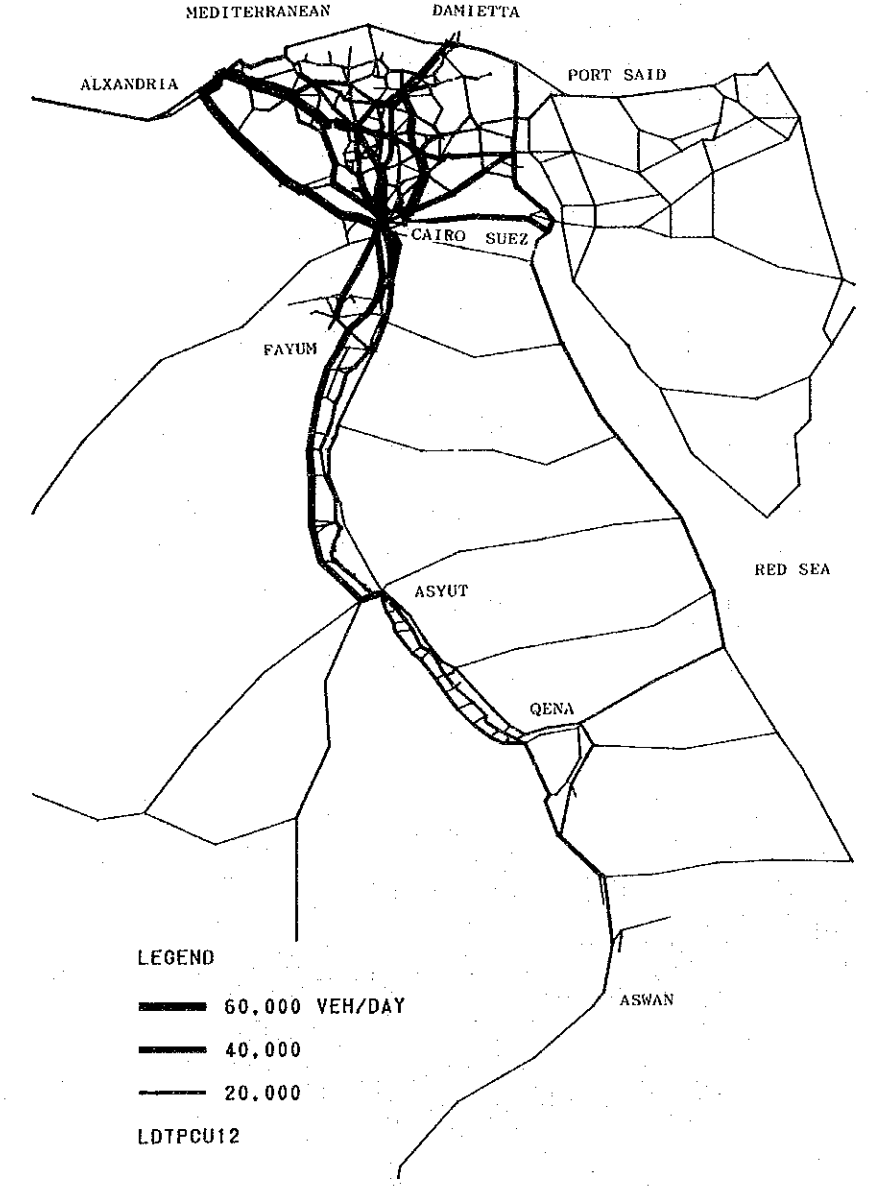 MEDITERRANEAN DAMIETTA
ALXANDRIA PORT SAID
CAIRO SUEZ
FAYUM
RED SEA
ASYUT
QENA
LEGEND
60,000 VEH/DAY
ASWAN
40,000
20,000
LDTPCU12